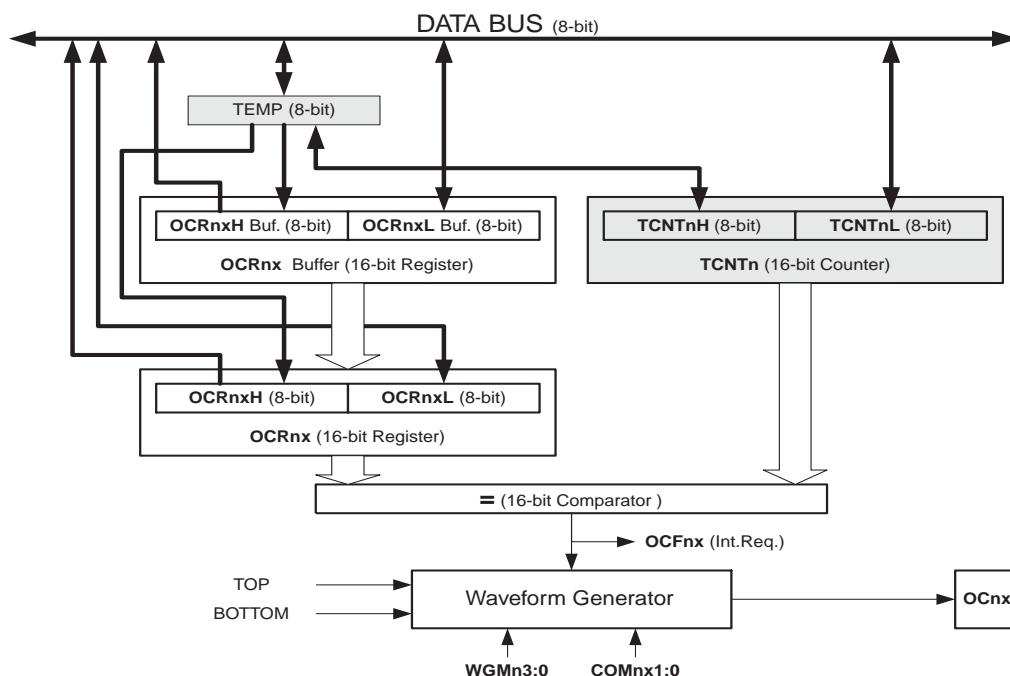 DATA BUS (8-bit)
TEMP (8-bit)
OCRnxH Buf. (8-bit) OCRnxL Buf. (8-bit)
OCRnx Buffer (16-bit Register)
TCNTnH (8-bit) TCNTnL (8-bit)
TCNTn (16-bit Counter)
OCRnxH (8-bit) OCRnxL (8-bit)
OCRnx (16-bit Register)
= (16-bit Comparator )
OCFnx (Int.Req.)
TOP
BOTTOM
Waveform Generator
OCnx
WGMn3:0 COMnx1:0